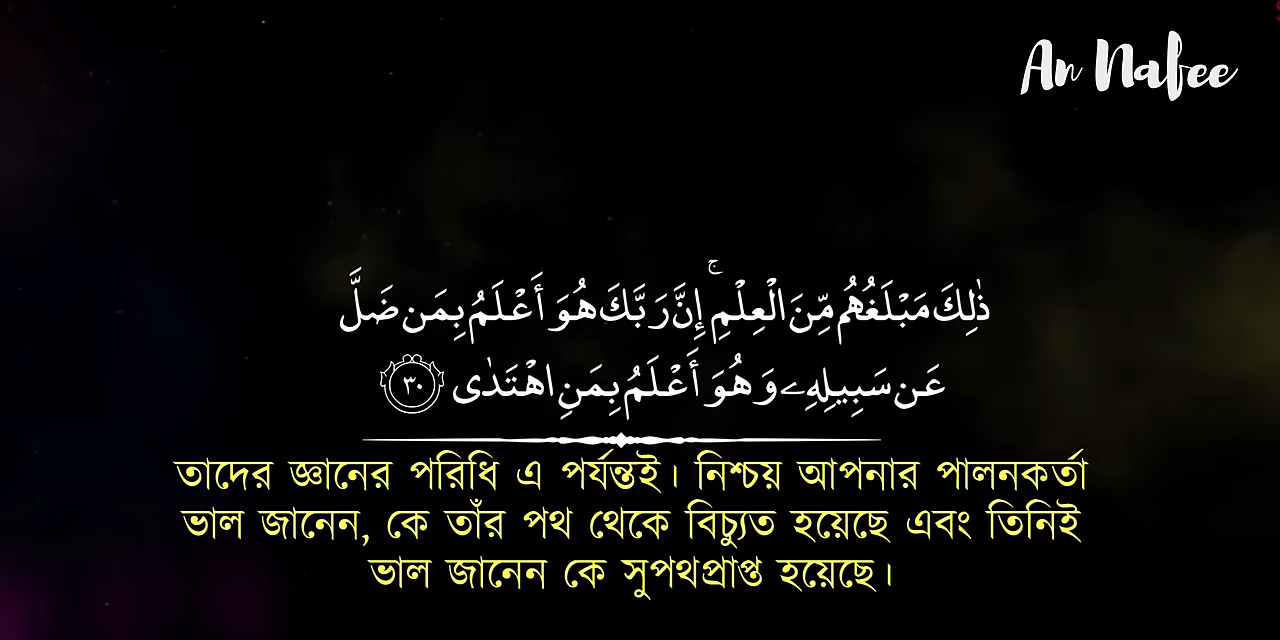 An Nafee
ذَٰلِكَ مَبْلَغُهُم مِّنَ الْعِلْمِ ۚ إِنَّ رَبَّكَ هُوَ أَعْلَمُ بِمَن ضَلَّ
عَن سَبِيلِهِۦ وَهُوَ أَعْلَمُ بِمَنِ اهْتَدَىٰ ٣٠
তাদের জ্ঞানের পরিধি এ পর্যন্তই। নিশ্চয় আপনার পালনকর্তা
ভাল জানেন, কে তাঁর পথ থেকে বিচ্যুত হয়েছে এবং তিনিই
ভাল জানেন কে সুপথপ্রাপ্ত হয়েছে।